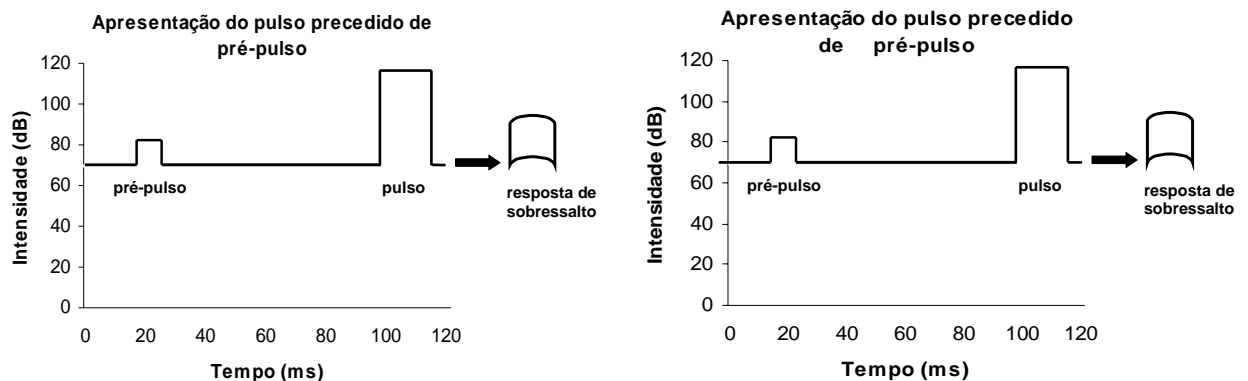 Apresentação do pulso precedido de
pré-pulso
120
100
80
60
40
20
0
Intensidade (dB)
pré-pulso
pulso
resposta de
sobressalto
0 20 40 60 80 100 120
Tempo (ms)
Apresentação do pulso precedido
de pré-pulso
120
100
80
60
40
20
0
Intensidade (dB)
pré-pulso
pulso
resposta de
sobressalto
0 20 40 60 80 100 120
Tempo (ms)